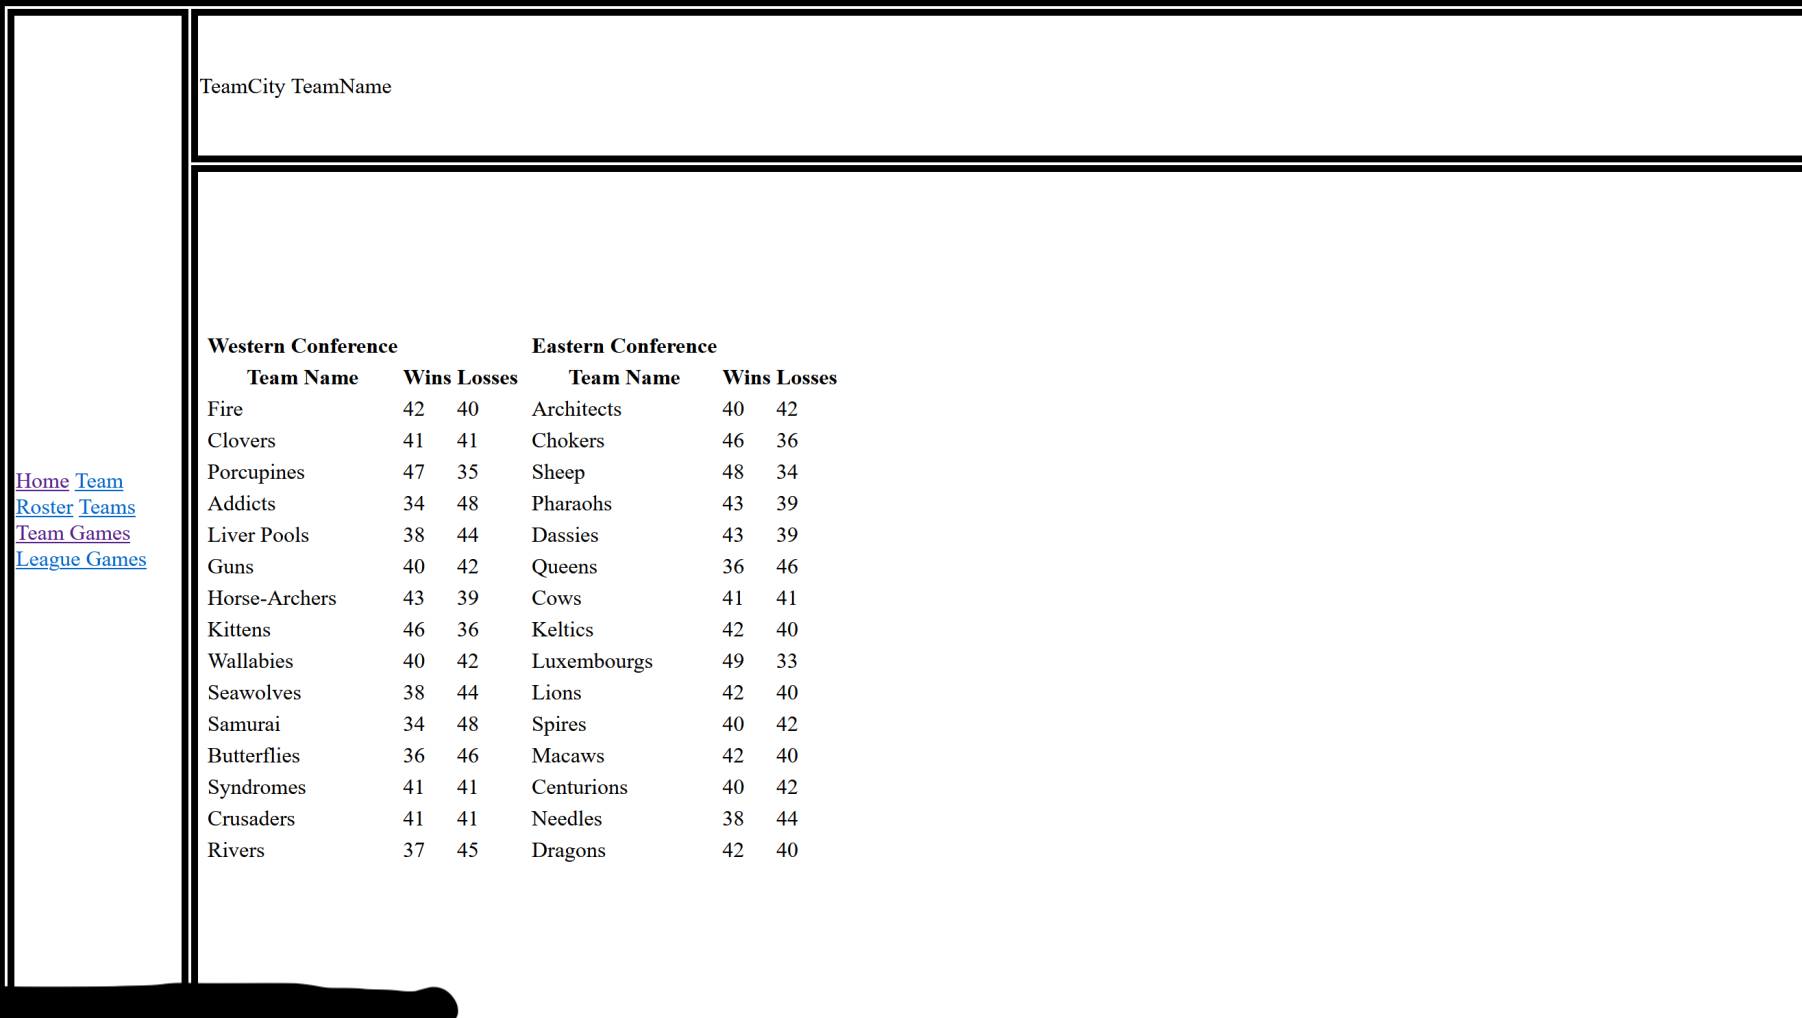 TeamCity TeamName
Home Team
Roster Teams
Team Games
League Games
Western Conference Eastern Conference
Team Name Wins Losses Team Name Wins Losses
Fire 42 40 Architects 40 42
Clovers 41 41 Chokers 46 36
Porcupines 47 35 Sheep 48 34
Addicts 34 48 Pharaohs 43 39
Liver Pools 38 44 Dassies 43 39
Guns 40 42 Queens 36 46
Horse-Archers 43 39 Cows 41 41
Kittens 46 36 Keltics 42 40
Wallabies 40 42 Luxembourgs 49 33
Seawolves 38 44 Lions 42 40
Samurai 34 48 Spires 40 42
Butterflies 36 46 Macaws 42 40
Syndromes 41 41 Centurions 40 42
Crusaders 41 41 Needles 38 44
Rivers 37 45 Dragons 42 40